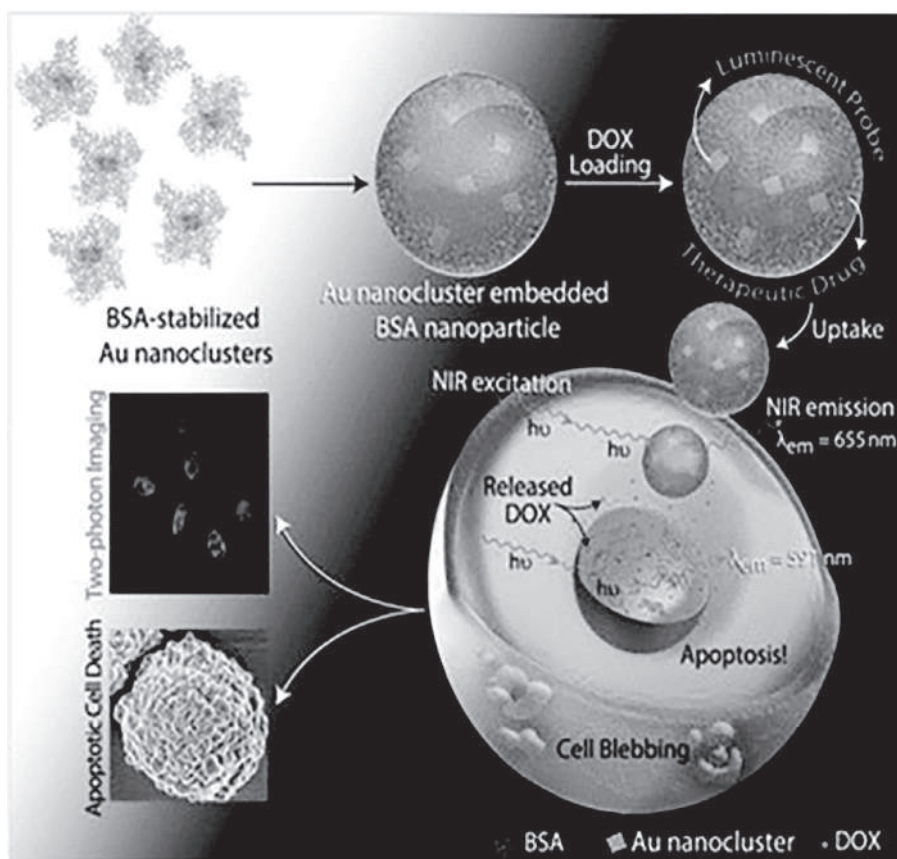 Luminescent Probe
DOX
Loading
Therapeutic Drug
BSA-stabilized
Au nanoclusters
Au nanocluster embedded
BSA nanoparticle
Uptake
NIR excitation
NIR emission
λem = 655 nm
hυ
hυ
Two-photon Imaging
Released
DOX
hυ
hυ
λem = 591 nm
Apoptosis!
Apoptotic Cell Death
Cell Blebbing
BSA Au nanocluster DOX